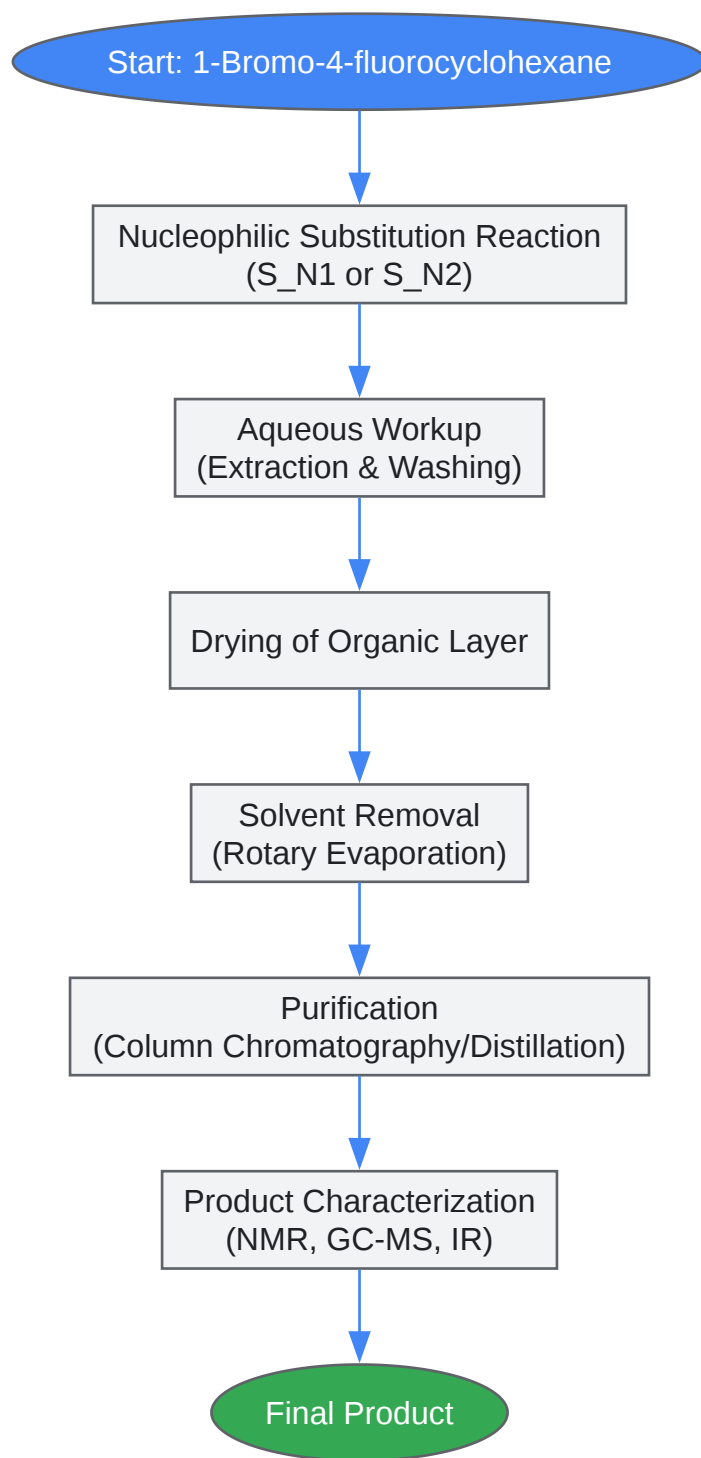 Start: 1-Bromo-4-fluorocyclohexane
Nucleophilic Substitution Reaction
(S_N1 or S_N2)
Aqueous Workup
(Extraction & Washing)
Drying of Organic Layer
Solvent Removal
(Rotary Evaporation)
Purification
(Column Chromatography/Distillation)
Product Characterization
(NMR, GC-MS, IR)
Final Product